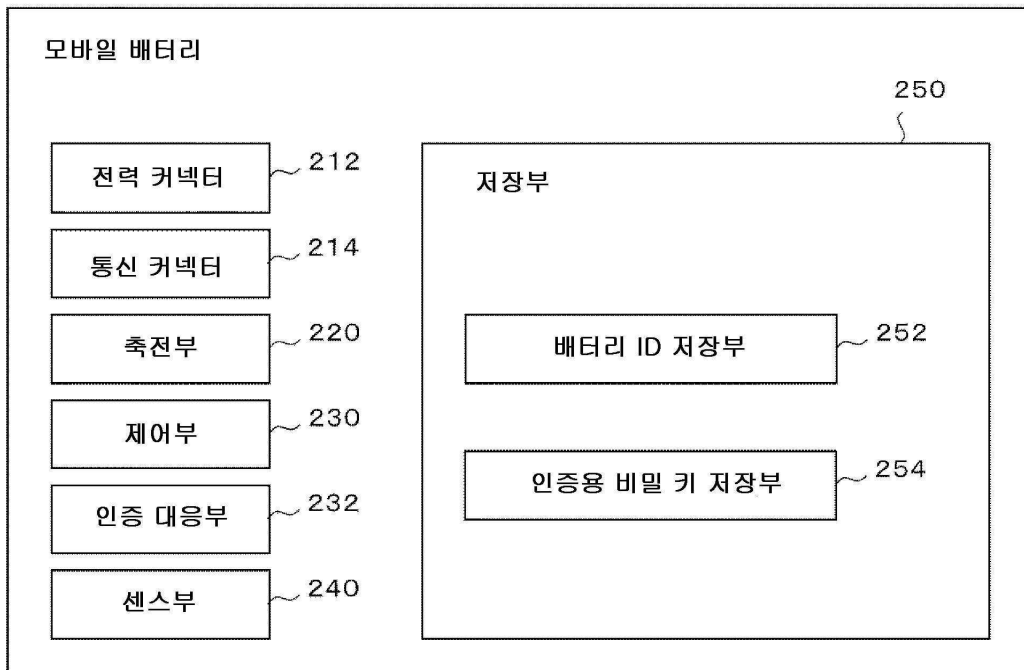 모바일 배터리
250
전력 커넥터 212
저장부
통신 커넥터 214
축전부 220
배터리 ID 저장부 252
제어부 230
인증용 비밀 키 저장부 254
인증 대응부 232
센스부 240